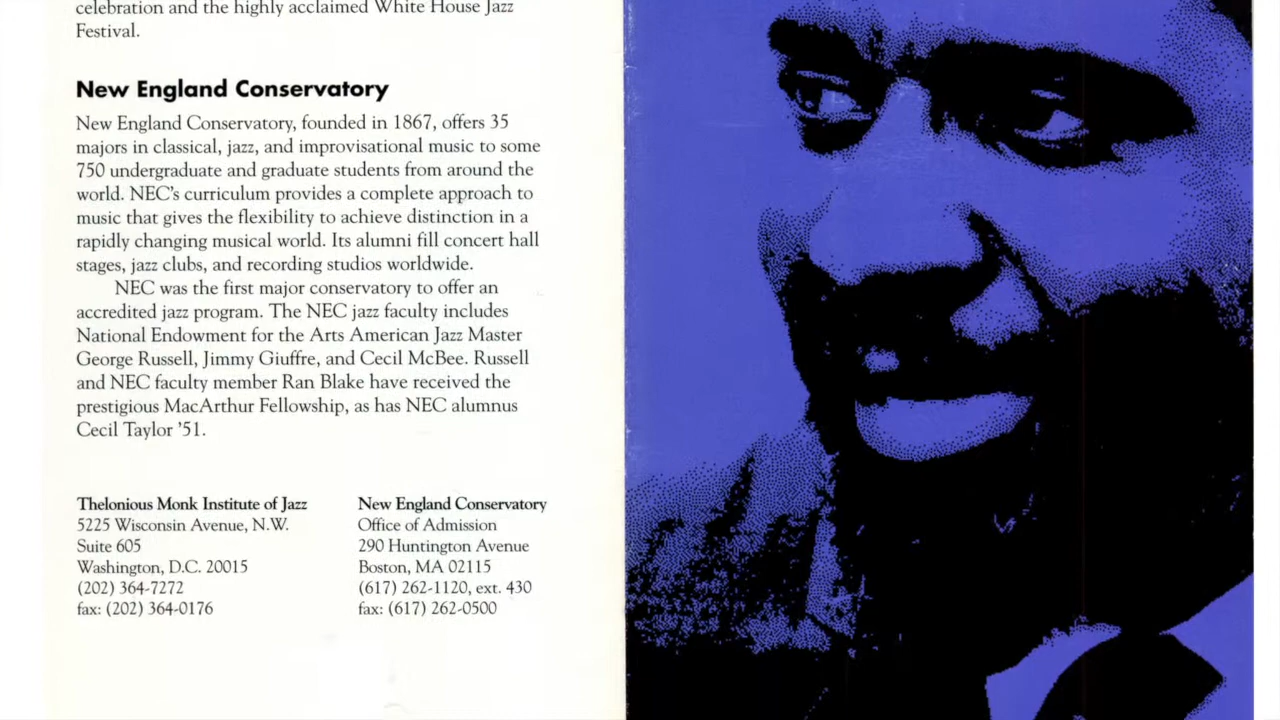 celebration and the highly acclaimed White House Jazz
Festival.
New England Conservatory
New England Conservatory, founded in 1867, offers 35
majors in classical, jazz, and improvisational music to some
750 undergraduate and graduate students from around the
world. NEC's curriculum provides a complete approach to
music that gives the flexibility to achieve distinction in a
rapidly changing musical world. Its alumni fill concert hall
stages, jazz clubs, and recording studios worldwide.
NEC was the first major conservatory to offer an
accredited jazz program. The NEC jazz faculty includes
National Endowment for the Arts American Jazz Master
George Russell, Jimmy Giuffre, and Cecil McBee. Russell
and NEC faculty member Ran Blake have received the
prestigious MacArthur Fellowship, as has NEC alumnus
Cecil Taylor '51.
Thelonious Monk Institute of Jazz
5225 Wisconsin Avenue, N.W.
Suite 605
Washington, D.C. 20015
(202) 364-7272
fax: (202) 364-0176
New England Conservatory
Office of Admission
290 Huntington Avenue
Boston, MA 02115
(617) 262-1120, ext. 430
fax: (617) 262-0500